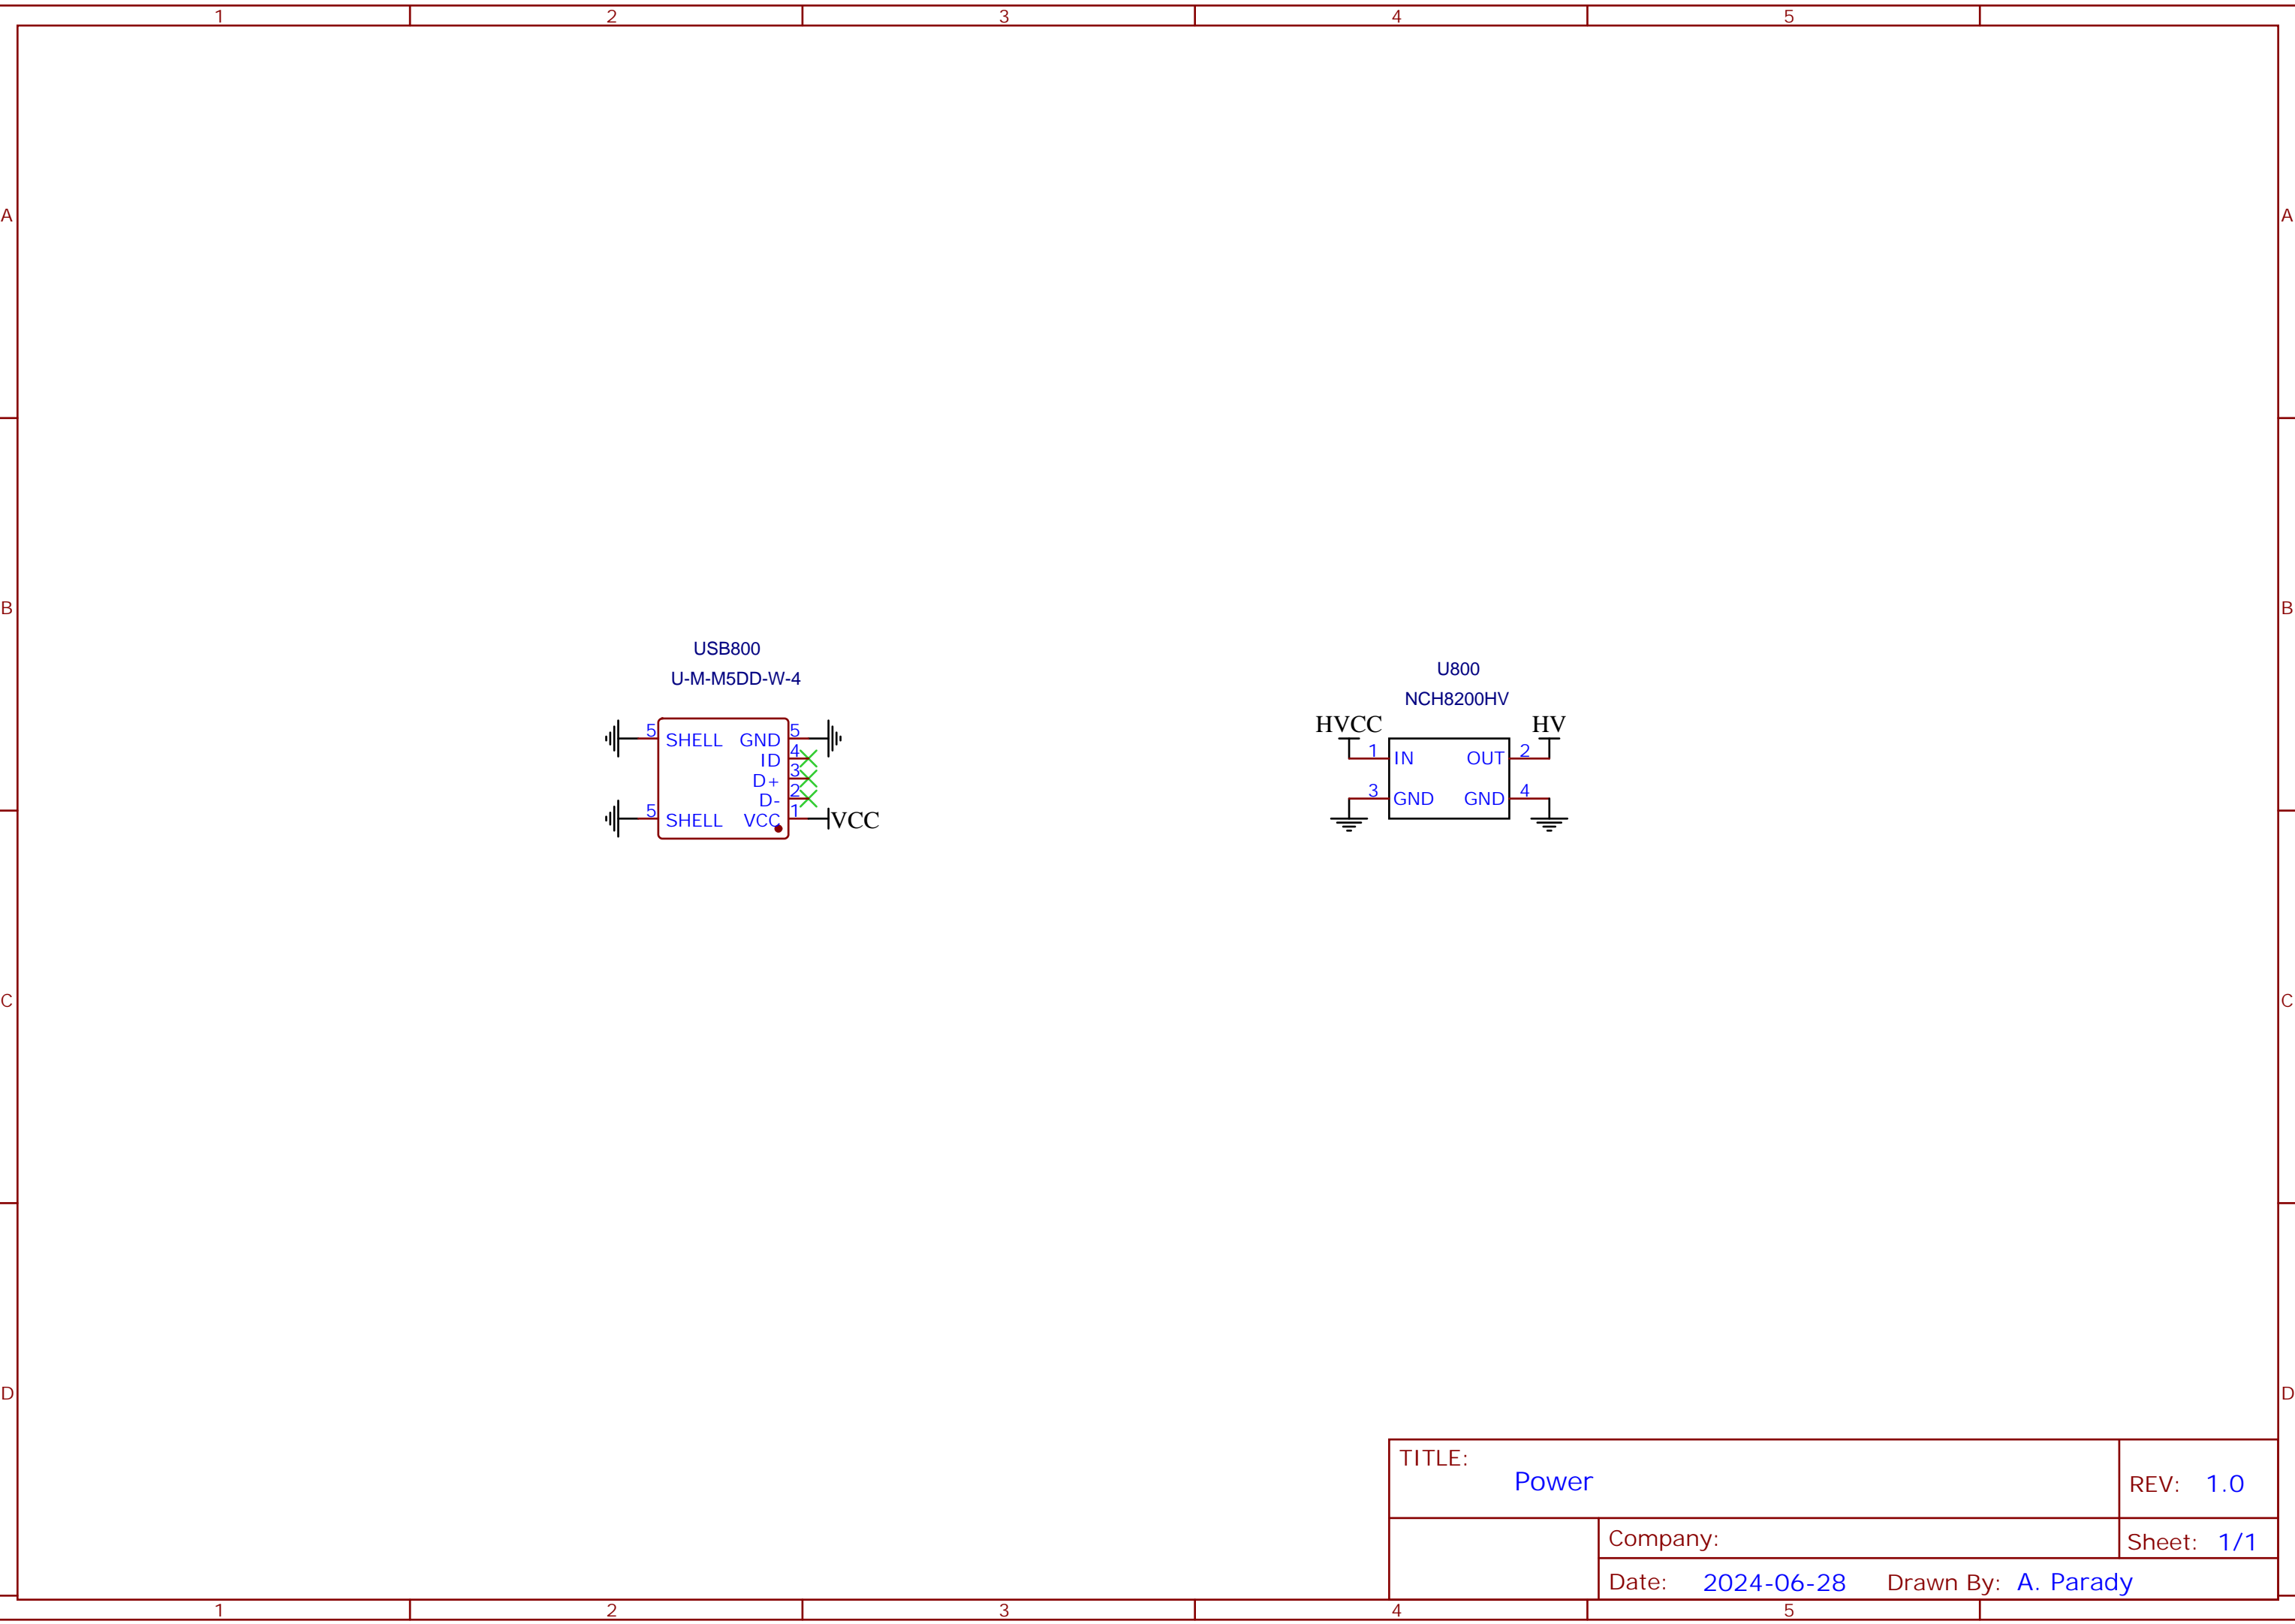 1 2 3 4 5
A A
B B
USB800
U-M-M5DD-W-4
5 SHELL GND 5
ID 4
D+ 3
D- 2
5 SHELL VCC 1 VCC
U800
NCH8200HV
HVCC HV
1 IN OUT 2
3 GND GND 4
C C
D D
TITLE:
Power
REV: 1.0
Company:
Sheet: 1/1
Date: 2024-06-28 Drawn By: A. Parady
1 2 3 4 5